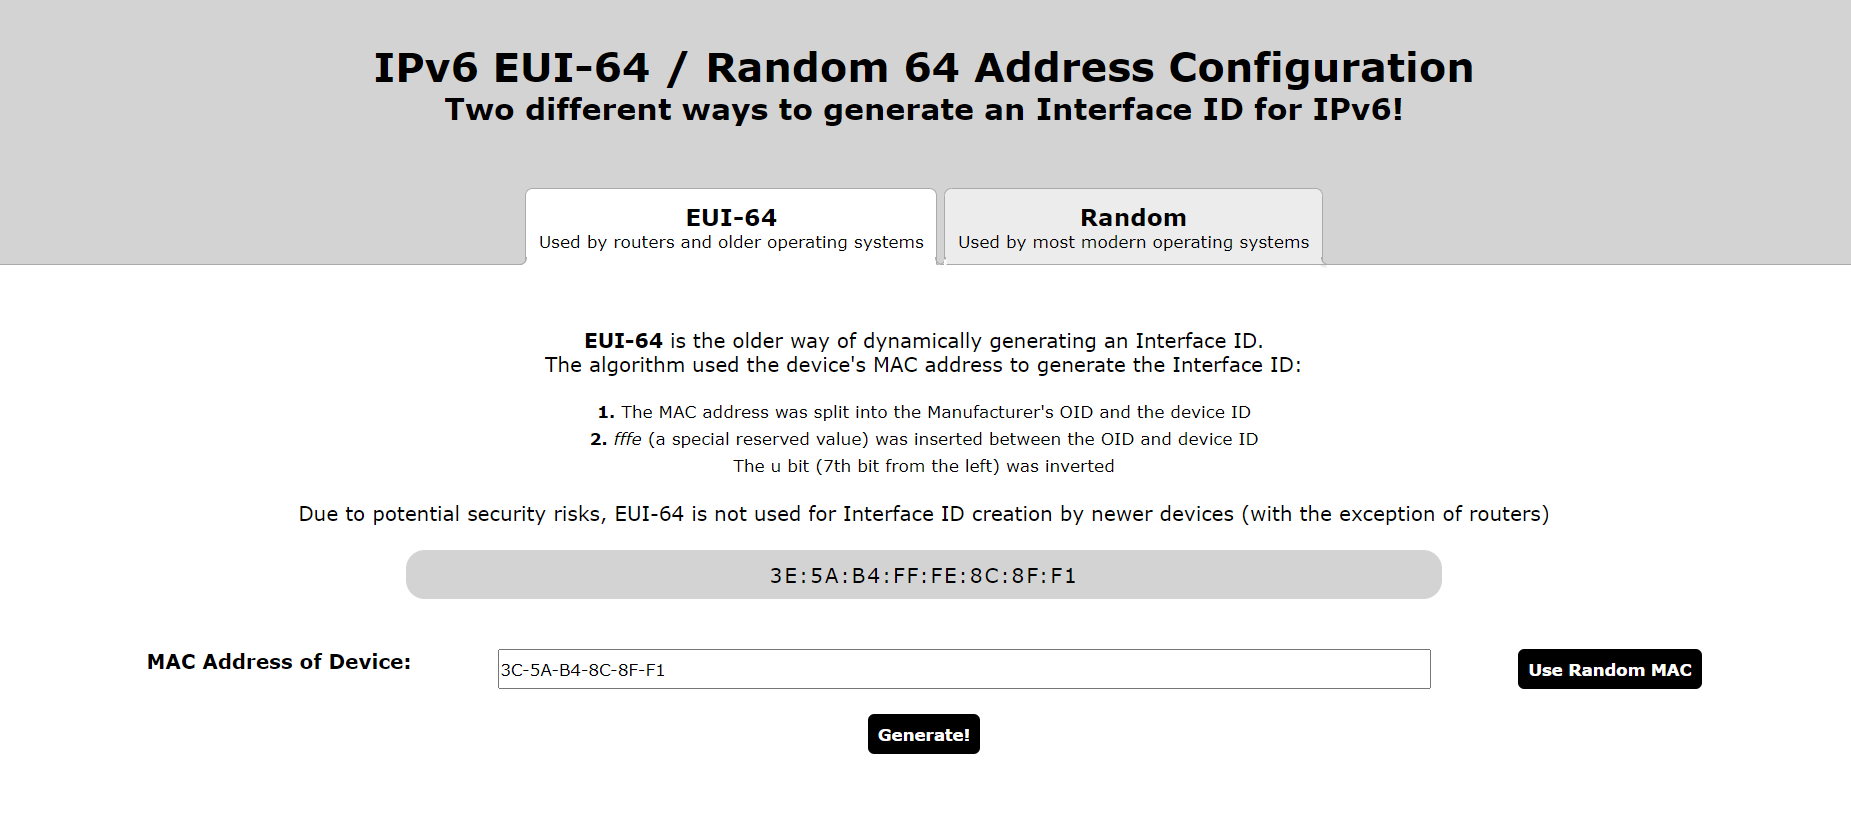 IPv6 EUI-64 / Random 64 Address Configuration
Two different ways to generate an Interface ID for IPv6!
EUI-64
Used by routers and older operating systems
Random
Used by most modern operating systems
EUI-64 is the older way of dynamically generating an Interface ID.
The algorithm used the device's MAC address to generate the Interface ID:
1. The MAC address was split into the Manufacturer's OID and the device ID
2. fffe (a special reserved value) was inserted between the OID and device ID
The u bit (7th bit from the left) was inverted
Due to potential security risks, EUI-64 is not used for Interface ID creation by newer devices (with the exception of routers)
3E:5A:B4:FF:FE:8C:8F:F1
MAC Address of Device:
3C-5A-B4-8C-8F-F1
Use Random MAC
Generate!